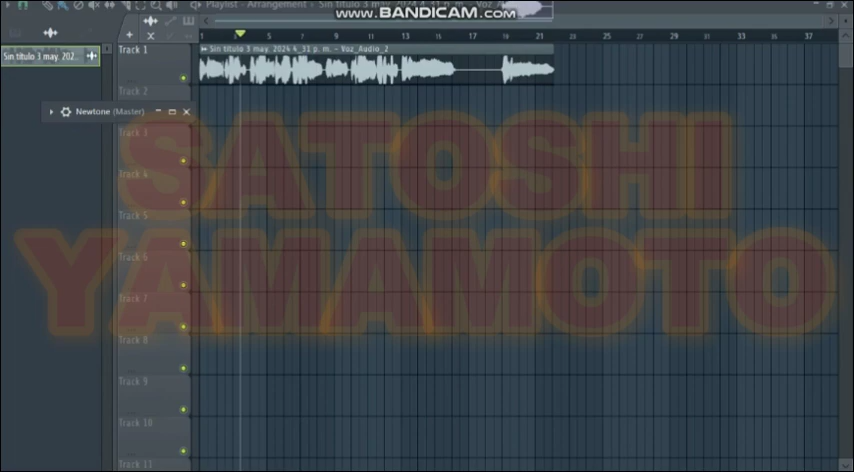 Playlist - Arrangement
WWW.BANDICAM.COM
1 3 5 7 9 11 13 15 17 19 21 23 25 27 29 31 33 35 37
Sin título 3 may. 202...
Track 1
Sin título 3 may. 2024 4_31 p. m. - Voz_Audio_2
Track 2
Newtone (Master)
Track 3
Track 4
Track 5
Track 6
Track 7
Track 8
Track 9
Track 10
Track 11
SATOSHI
YAMAMOTO